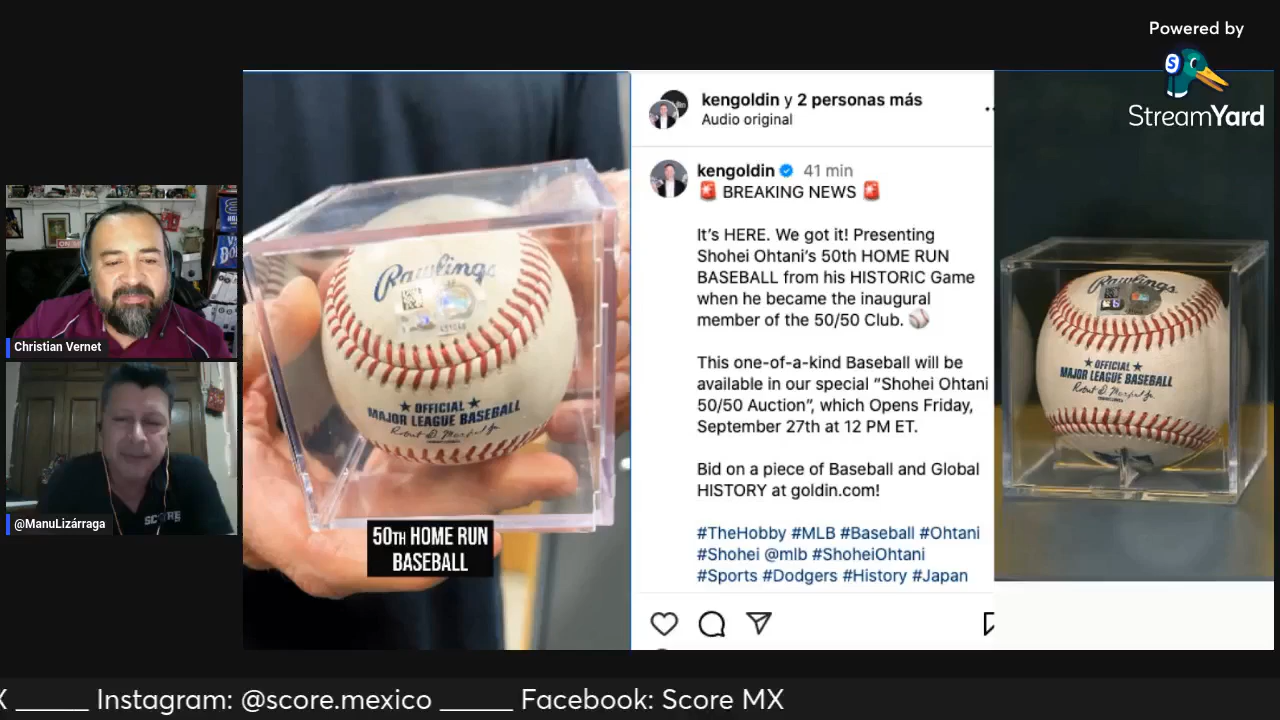 Powered by
StreamYard
kengoldin y 2 personas más
Audio original
kengoldin 41 min
🚨 BREAKING NEWS 🚨
It's HERE. We got it! Presenting
Shohei Ohtani's 50th HOME RUN
BASEBALL from his HISTORIC Game
when he became the inaugural
member of the 50/50 Club. ⚾
This one-of-a-kind Baseball will be
available in our special “Shohei Ohtani
50/50 Auction”, which Opens Friday,
September 27th at 12 PM ET.
Bid on a piece of Baseball and Global
HISTORY at goldin.com!
#TheHobby #MLB #Baseball #Ohtani
#Shohei @mlb #ShoheiOhtani
#Sports #Dodgers #History #Japan
Rawlings
★ OFFICIAL ★
MAJOR LEAGUE BASEBALL
Robert D. Manfred Jr.
50TH HOME RUN
BASEBALL
Rawlings
★ OFFICIAL ★
MAJOR LEAGUE BASEBALL
Robert D. Manfred Jr.
Christian Vernet
SCORE
@ManuLizárraga
X _____ Instagram: @score.mexico _____ Facebook: Score MX